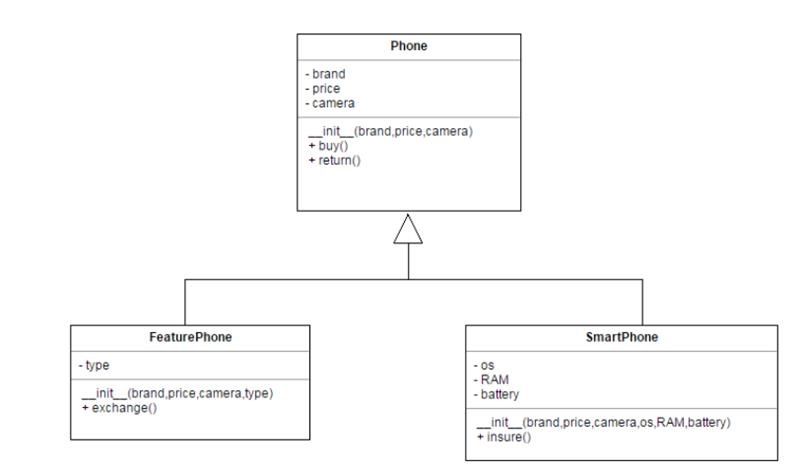 Phone
- brand
- price
- camera
__init__(brand,price,camera)
+ buy()
+ return()
FeaturePhone
- type
__init__(brand,price,camera,type)
+ exchange()
SmartPhone
- os
- RAM
- battery
__init__(brand,price,camera,os,RAM,battery)
+ insure()